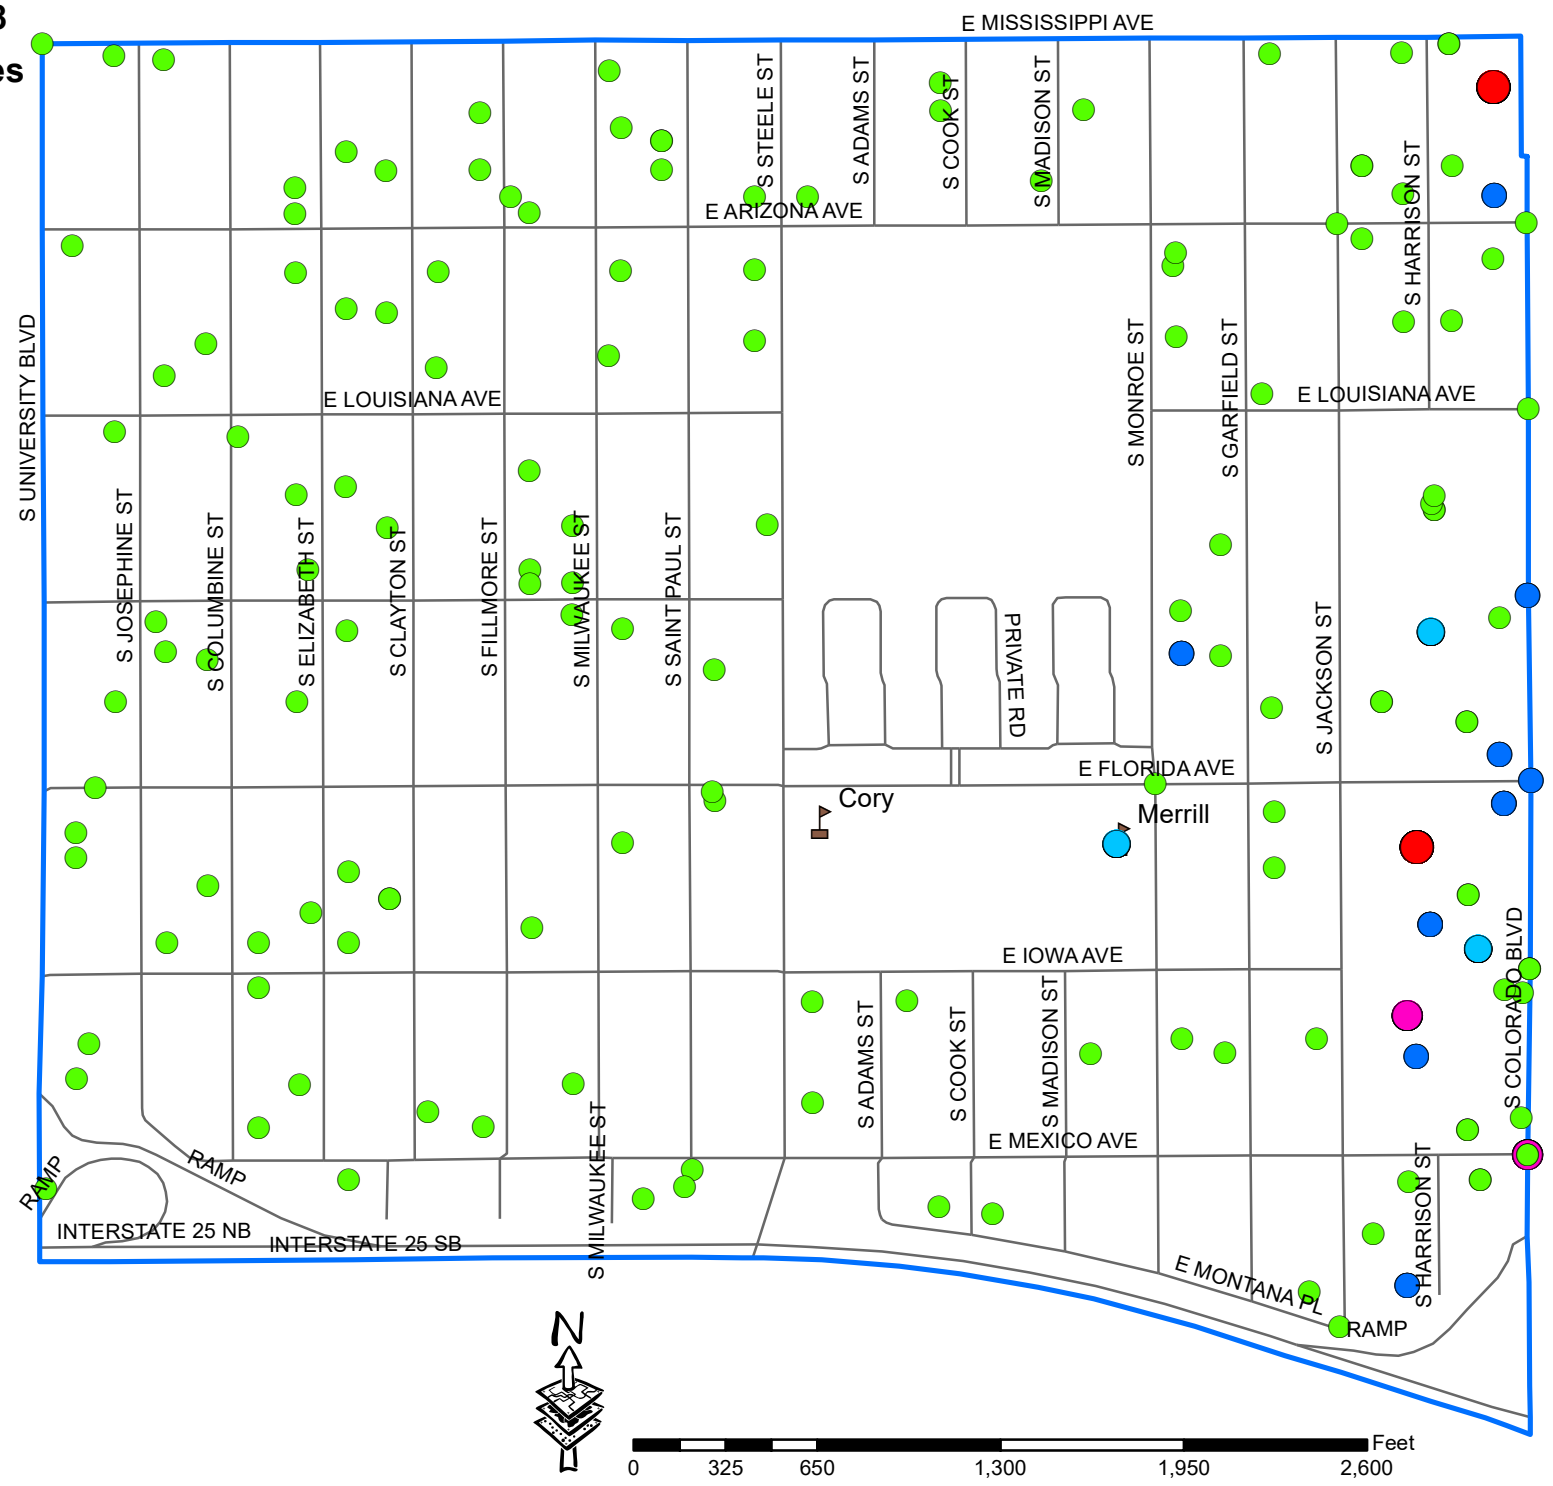 3
es
E MISSISSIPPI AVE
S STEELE ST
S ADAMS ST
S COOK ST
S MADISON ST
S HARRISON ST
E ARIZONA AVE
S UNIVERSITY BLVD
S MONROE ST
S GARFIELD ST
E LOUISIANA AVE
E LOUISIANA AVE
S JOSEPHINE ST
S COLUMBINE ST
S ELIZABETH ST
S CLAYTON ST
S FILLMORE ST
S MILWAUKEE ST
S SAINT PAUL ST
PRIVATE RD
S JACKSON ST
E FLORIDA AVE
Cory
Merrill
S COLORADO BLVD
E IOWA AVE
S ADAMS ST
S COOK ST
S MADISON ST
E MEXICO AVE
S MILWAUKEE ST
S HARRISON ST
RAMP
RAMP
INTERSTATE 25 NB
INTERSTATE 25 SB
E MONTANA PL
RAMP
N
Feet
0 325 650 1,300 1,950 2,600